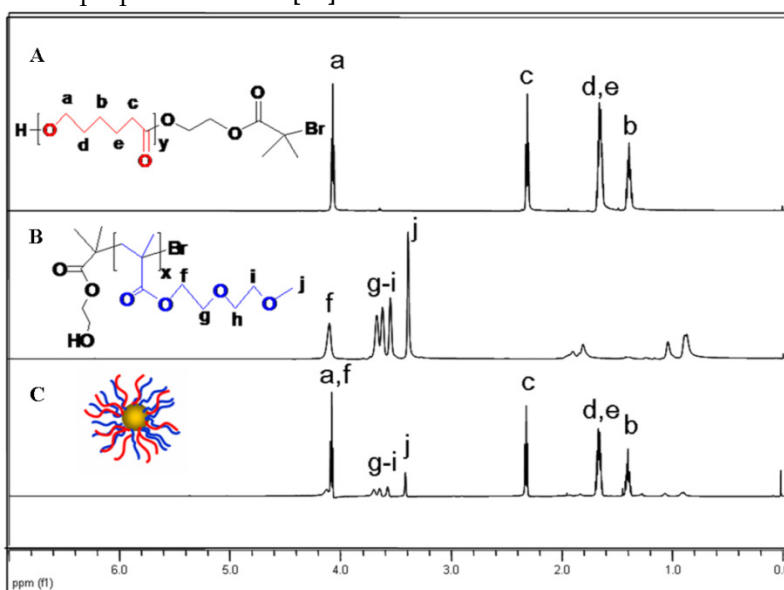 A
a
c
d,e
b
H O a b c d e O y O O O Br
B
j
O O HO x Br O O f g O h i O j
f
g-i
C
a,f
g-i
j
c
d,e
b
6.0 5.0 4.0 3.0 2.0 1.0
ppm (f1)